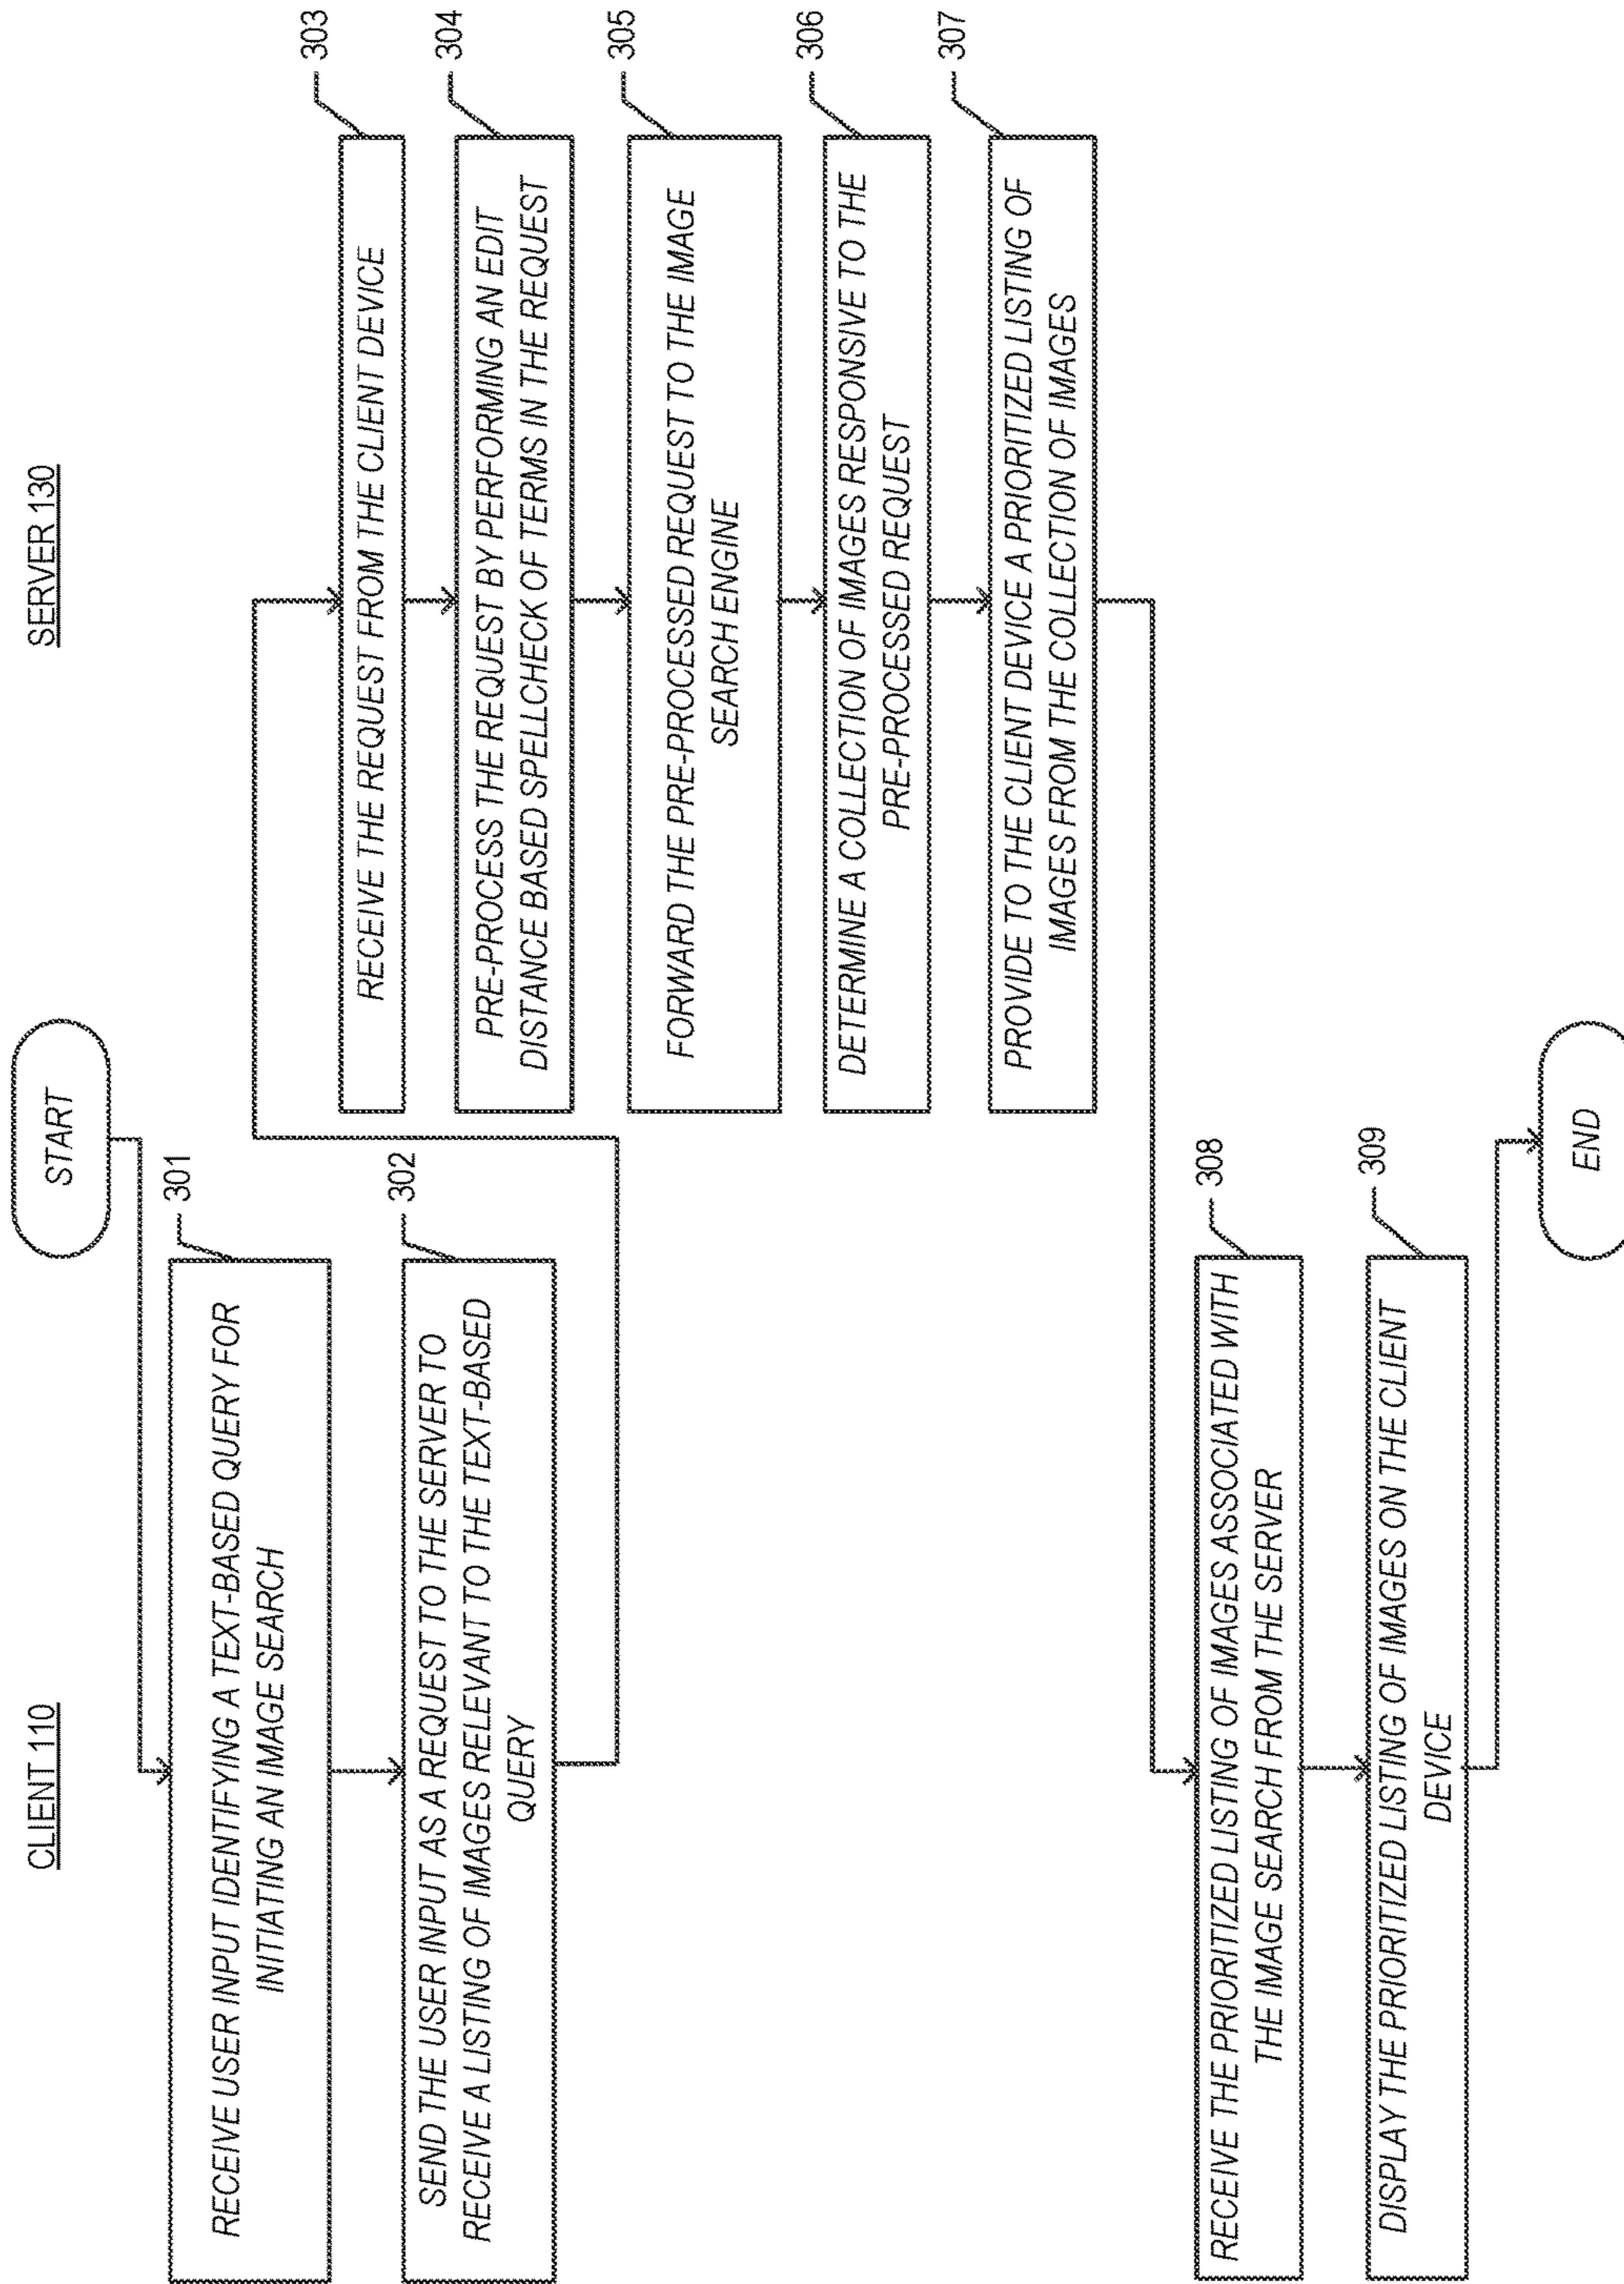 START
CLIENT 110
SERVER 130
301
RECEIVE USER INPUT IDENTIFYING A TEXT-BASED QUERY FOR
INITIATING AN IMAGE SEARCH
302
SEND THE USER INPUT AS A REQUEST TO THE SERVER TO
RECEIVE A LISTING OF IMAGES RELEVANT TO THE TEXT-BASED
QUERY
303
RECEIVE THE REQUEST FROM THE CLIENT DEVICE
304
PRE-PROCESS THE REQUEST BY PERFORMING AN EDIT
DISTANCE BASED SPELLCHECK OF TERMS IN THE REQUEST
305
FORWARD THE PRE-PROCESSED REQUEST TO THE IMAGE
SEARCH ENGINE
306
DETERMINE A COLLECTION OF IMAGES RESPONSIVE TO THE
PRE-PROCESSED REQUEST
307
PROVIDE TO THE CLIENT DEVICE A PRIORITIZED LISTING OF
IMAGES FROM THE COLLECTION OF IMAGES
308
RECEIVE THE PRIORITIZED LISTING OF IMAGES ASSOCIATED WITH
THE IMAGE SEARCH FROM THE SERVER
309
DISPLAY THE PRIORITIZED LISTING OF IMAGES ON THE CLIENT
DEVICE
END